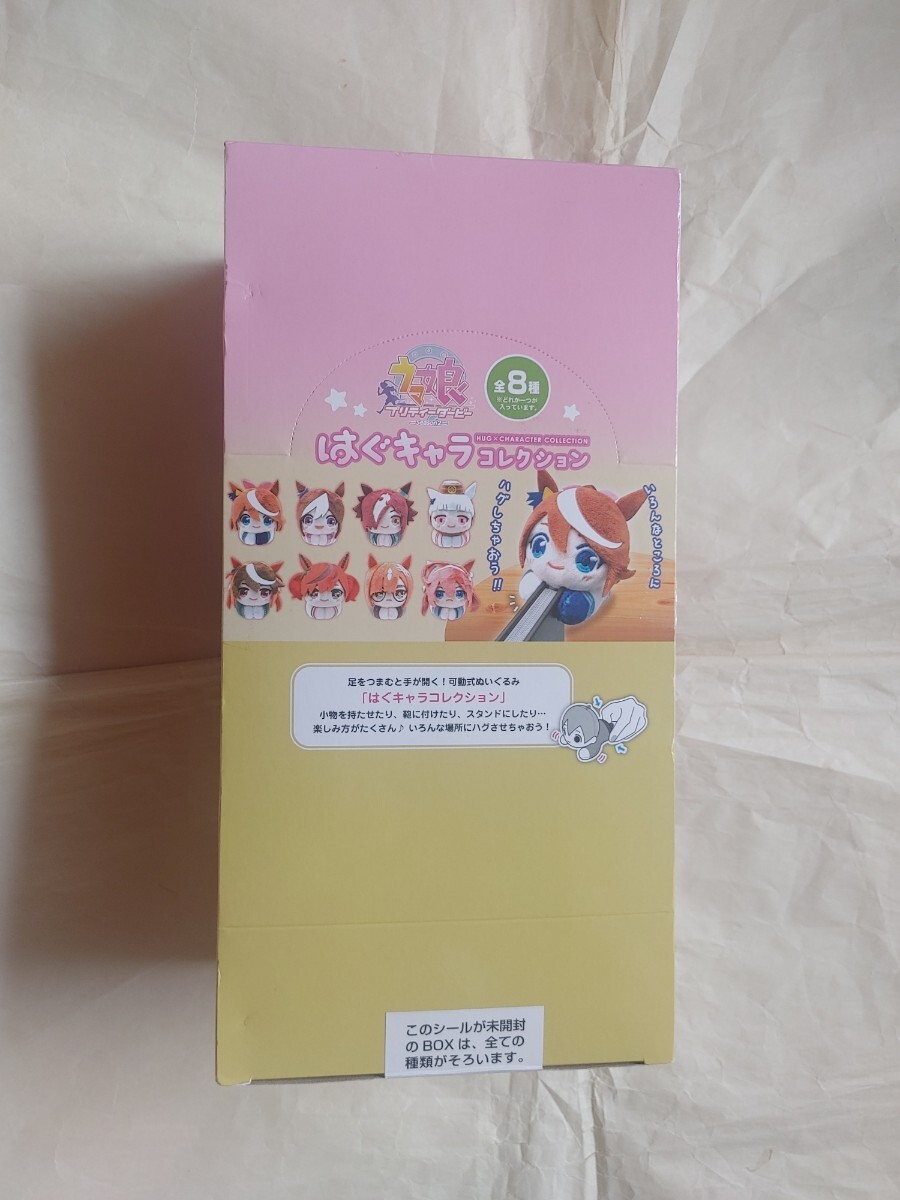 ウマ娘
プリティーダービー
全8種
※どれか一つが
入っています。
HUG×CHARACTER COLLECTION
はぐキャラコレクション
いろんなところに
ハグしちゃおう!!
足をつまむと手が開く!可動式ぬいぐるみ
「はぐキャラコレクション」
小物を持たせたり、鞄に付けたり、スタンドにしたり…
楽しみ方がたくさん♪ いろんな場所にハグさせちゃおう!
このシールが未開封
のBOXは、全ての
種類がそろいます。